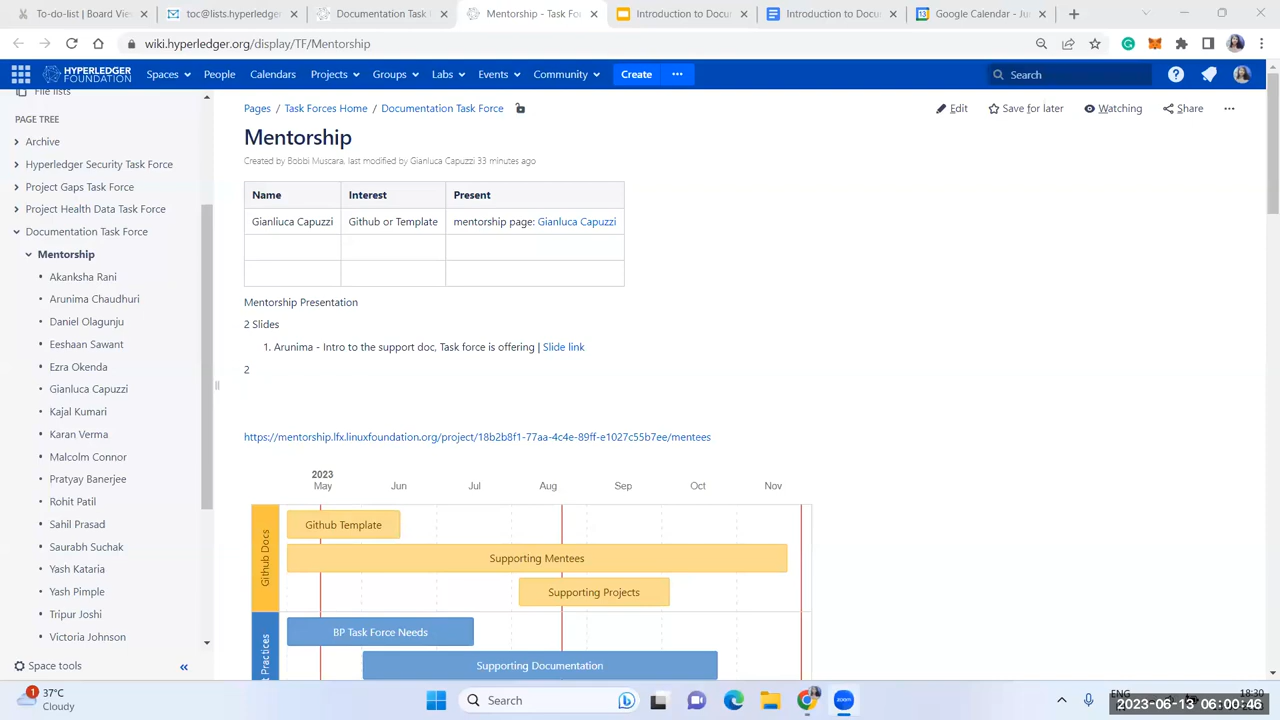 To-do-list | Board View
toc@lists.hyperledger
Documentation Task F
Mentorship - Task For
Introduction to Docum
Introduction to Docum
Google Calendar - Jun
wiki.hyperledger.org/display/TF/Mentorship
HYPERLEDGER FOUNDATION
Spaces People Calendars Projects Groups Labs Events Community Create Search
File lists
PAGE TREE
Archive
Hyperledger Security Task Force
Project Gaps Task Force
Project Health Data Task Force
Documentation Task Force
Mentorship
Akanksha Rani
Arunima Chaudhuri
Daniel Olagunju
Eeshaan Sawant
Ezra Okenda
Gianluca Capuzzi
Kajal Kumari
Karan Verma
Malcolm Connor
Pratyay Banerjee
Rohit Patil
Sahil Prasad
Saurabh Suchak
Yash Kataria
Yash Pimple
Tripur Joshi
Victoria Johnson
Space tools
Pages / Task Forces Home / Documentation Task Force
Edit Save for later Watching Share
Mentorship
Created by Bobbi Muscara, last modified by Gianluca Capuzzi 33 minutes ago
Name Interest Present
Gianliuca Capuzzi Github or Template mentorship page: Gianluca Capuzzi
Mentorship Presentation
2 Slides
1. Arunima - Intro to the support doc, Task force is offering | Slide link
2
https://mentorship.lfx.linuxfoundation.org/project/18b2b8f1-77aa-4c4e-89ff-e1027c55b7ee/mentees
2023
May Jun Jul Aug Sep Oct Nov
Github Docs
Github Template
Supporting Mentees
Supporting Projects
Practices
BP Task Force Needs
Supporting Documentation
1
37°C
Cloudy
Search
zoom
ENG
18:30
2023-06-13 06:00:46